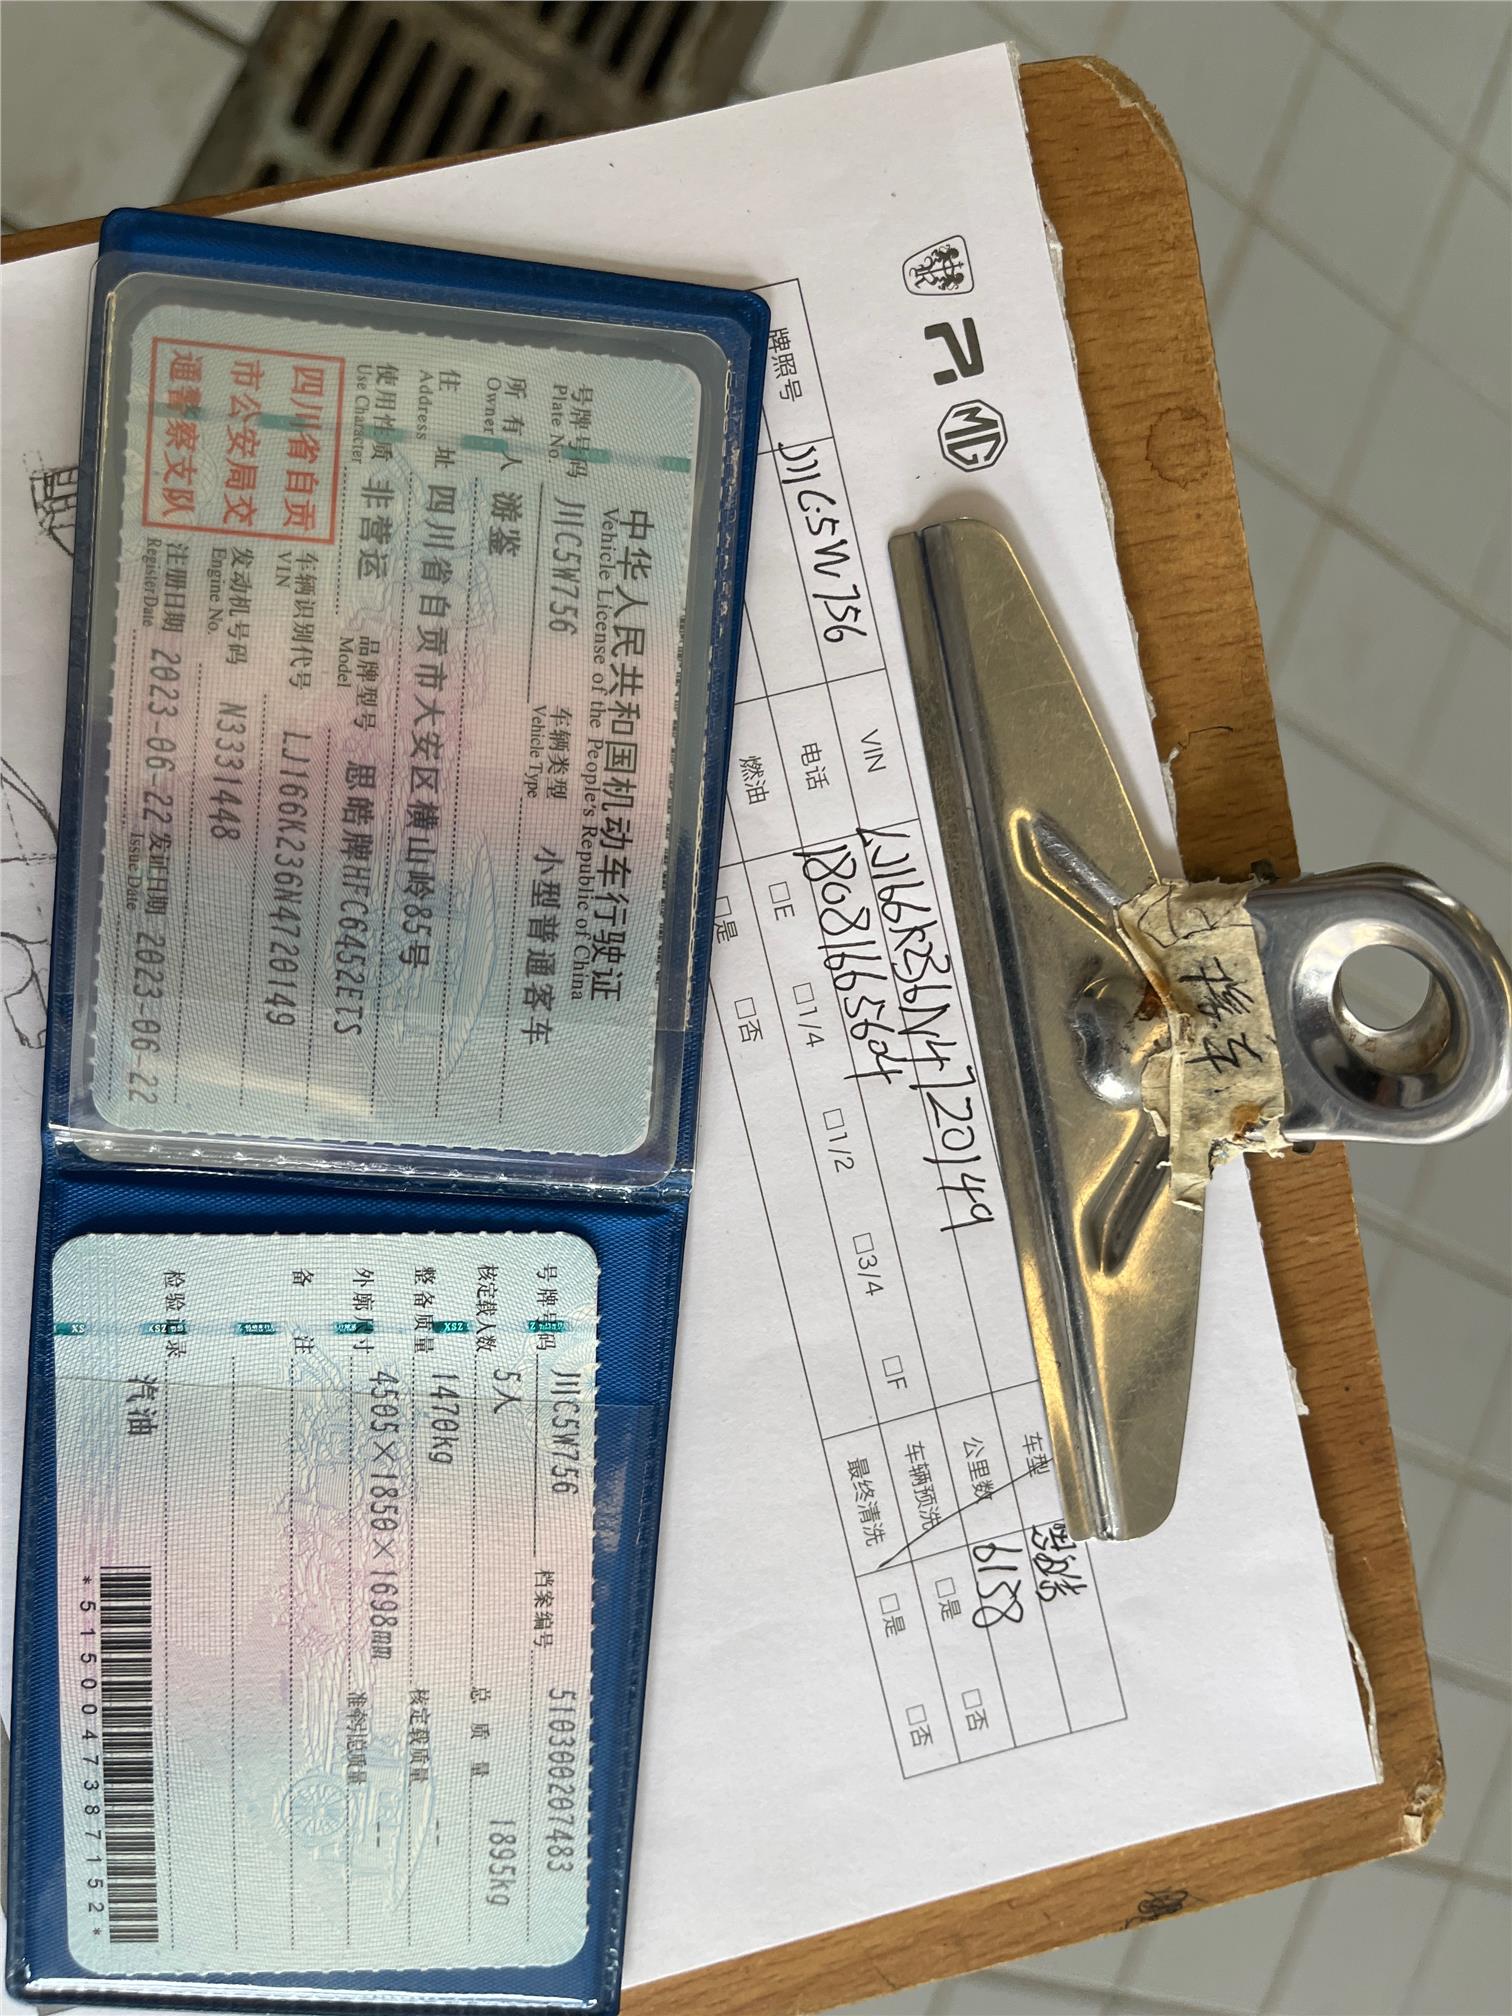 中华人民共和国机动车行驶证
Vehicle License of the People's Republic of China
号牌号码 川C5W756 车辆类型 小型普通客车
Plate No. Vehicle Type
所有人 游鉴
Owner
住址 四川省自贡市大安区横山岭85号
Address
使用性质 非营运 品牌型号 思皓牌HFC6452ETS
Use Character Model
四川省自贡
市公安局交
通警察支队
车辆识别代号 LJ166K236N4720149
VIN
发动机号码 N3331448
Engine No.
注册日期 2023-06-22 发证日期 2023-06-22
Register Date Issue Date
号牌号码 川C5W756 档案编号 510300207483
核定载人数 5人 总质量 1895kg
整备质量 1470kg 核定载质量 --
外廓尺寸 4505×1850×1698mm 准牵引总质量 --
备注
检验记录 汽油
*5150047387152*
MG
牌照号 川C5W756 VIN LJ166K236N4720149 车型 思皓
电话 18081665604 公里数 6158
燃油 □E □1/4 □1/2 □3/4 □F 车辆预洗 □是 □否
□是 □否 最终清洗 □是 □否